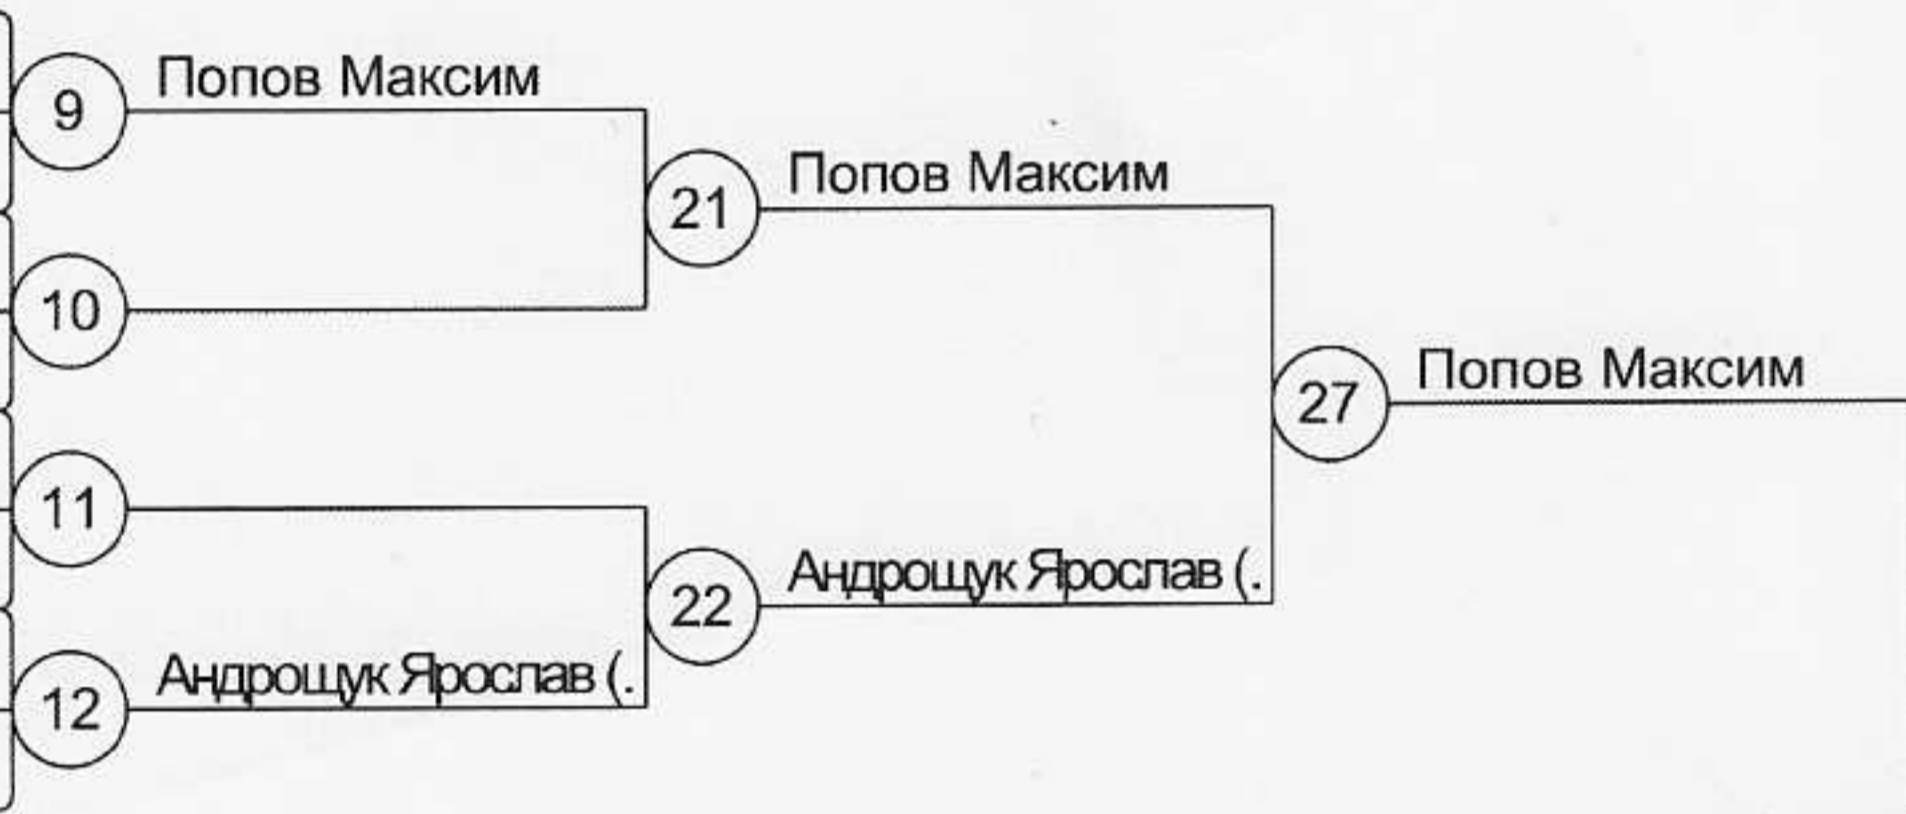 9 Попов Максим
21 Попов Максим
10
27 Попов Максим
11
22 Андрощук Ярослав (.
12 Андрощук Ярослав (.